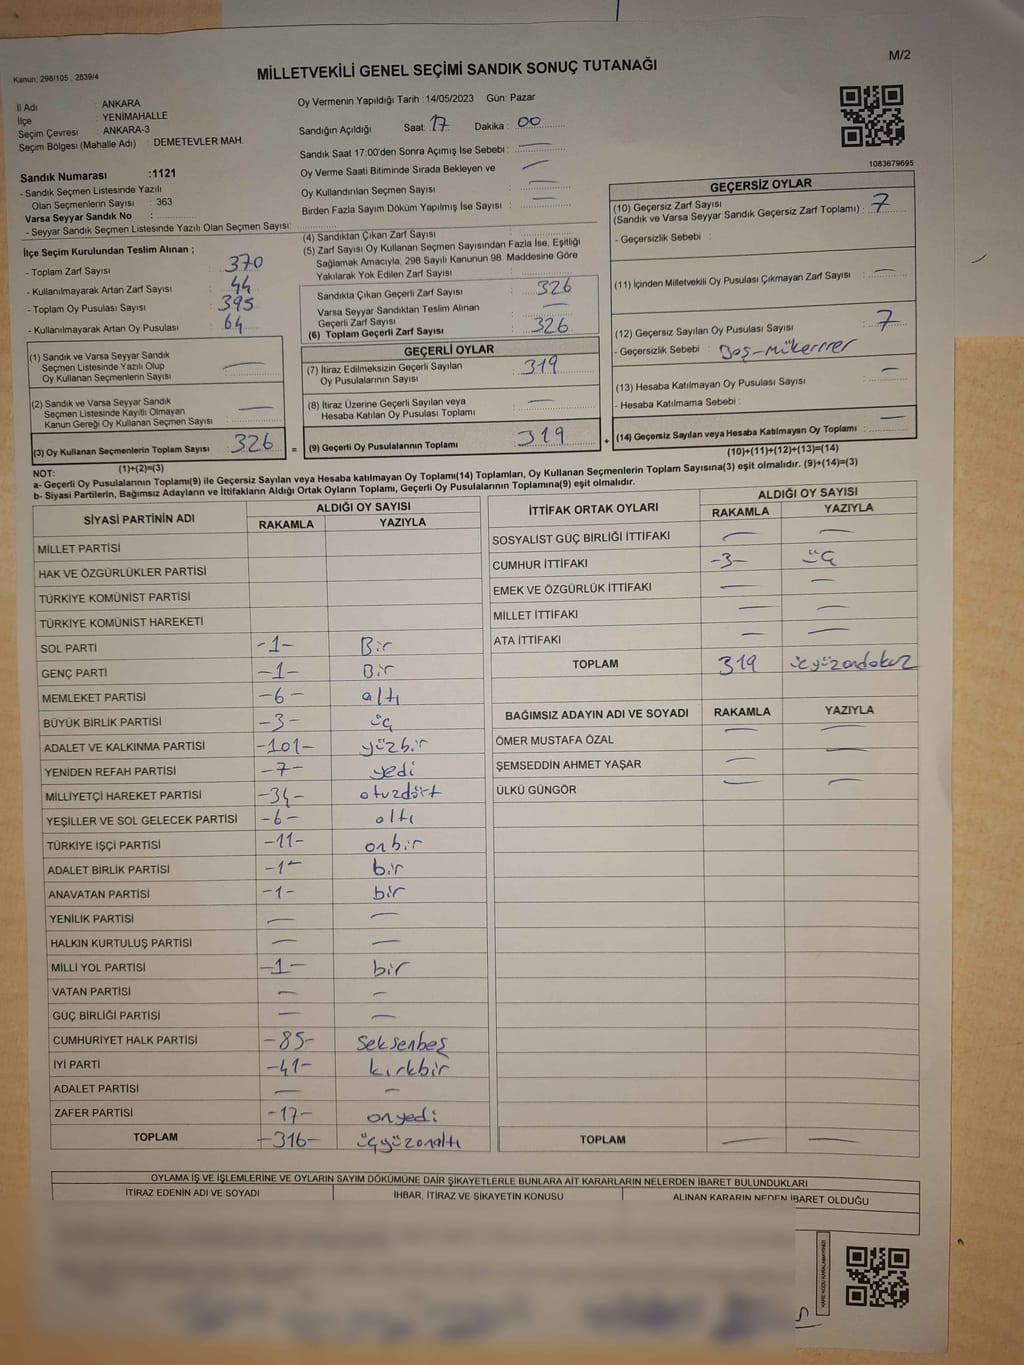 M/2
Kanun: 298/105 , 2839/4
MİLLETVEKİLİ GENEL SEÇİMİ SANDIK SONUÇ TUTANAĞI
İl Adı : ANKARA
İlçe : YENİMAHALLE
Seçim Çevresi : ANKARA-3
Seçim Bölgesi (Mahalle Adı) : DEMETEVLER MAH.
Oy Vermenin Yapıldığı Tarih :14/05/2023 Gün: Pazar
Sandığın Açıldığı Saat: 17 Dakika : 00
Sandık Saat 17:00'den Sonra Açımış İse Sebebi : —
Oy Verme Saati Bitiminde Sırada Bekleyen ve
Oy Kullandırılan Seçmen Sayısı : —
Birden Fazla Sayım Döküm Yapılmış İse Sayısı : —
1083679695
Sandık Numarası :1121
- Sandık Seçmen Listesinde Yazılı
Olan Seçmenlerin Sayısı : 363
Varsa Seyyar Sandık No :
- Seyyar Sandık Seçmen Listesinde Yazılı Olan Seçmen Sayısı:
İlçe Seçim Kurulundan Teslim Alınan ;
- Toplam Zarf Sayısı : 370
- Kullanılmayarak Artan Zarf Sayısı : 44
- Toplam Oy Pusulası Sayısı : 395
- Kullanılmayarak Artan Oy Pusulası : 64
(1) Sandık ve Varsa Seyyar Sandık
Seçmen Listesinde Yazılı Olup
Oy Kullanan Seçmenlerin Sayısı : —
(2) Sandık ve Varsa Seyyar Sandık
Seçmen Listesinde Kayıtlı Olmayan
Kanun Gereği Oy Kullanan Seçmen Sayısı : —
(3) Oy Kullanan Seçmenlerin Toplam Sayısı : 326
(1)+(2)=(3)
(4) Sandıktan Çıkan Zarf Sayısı :
(5) Zarf Sayısı Oy Kullanan Seçmen Sayısından Fazla İse, Eşitliği
Sağlamak Amacıyla, 298 Sayılı Kanunun 98. Maddesine Göre
Yakılarak Yok Edilen Zarf Sayısı :
Sandıkta Çıkan Geçerli Zarf Sayısı : 326
Varsa Seyyar Sandıktan Teslim Alınan
Geçerli Zarf Sayısı : —
(6) Toplam Geçerli Zarf Sayısı : 326
GEÇERLİ OYLAR
(7) İtiraz Edilmeksizin Geçerli Sayılan
Oy Pusulalarının Sayısı : 319
(8) İtiraz Üzerine Geçerli Sayılan veya
Hesaba Katılan Oy Pusulası Toplamı : —
= (9) Geçerli Oy Pusulalarının Toplamı : 319
GEÇERSİZ OYLAR
(10) Geçersiz Zarf Sayısı
(Sandık ve Varsa Seyyar Sandık Geçersiz Zarf Toplamı) : 7
- Geçersizlik Sebebi :
(11) İçinden Milletvekili Oy Pusulası Çıkmayan Zarf Sayısı : —
(12) Geçersiz Sayılan Oy Pusulası Sayısı : 7
- Geçersizlik Sebebi : Boş-Mükerrer
(13) Hesaba Katılmayan Oy Pusulası Sayısı : —
- Hesaba Katılmama Sebebi :
+ (14) Geçersiz Sayılan veya Hesaba Katılmayan Oy Toplamı : —
(10)+(11)+(12)+(13)=(14)
NOT:
a- Geçerli Oy Pusulalarının Toplam(9) ile Geçersiz Sayılan veya Hesaba katılmayan Oy Toplamı(14) Toplamları, Oy Kullanan Seçmenlerin Toplam Sayısına(3) eşit olmalıdır. (9)+(14)=(3)
b- Siyasi Partilerin, Bağımsız Adayların ve İttifakların Aldığı Ortak Oyların Toplamı, Geçerli Oy Pusulalarının Toplamına(9) eşit olmalıdır.
SİYASİ PARTİNİN ADI ALDIĞI OY SAYISI
RAKAMLA YAZIYLA
MİLLET PARTİSİ
HAK VE ÖZGÜRLÜKLER PARTİSİ
TÜRKİYE KOMÜNİST PARTİSİ
TÜRKİYE KOMÜNİST HAREKETİ
SOL PARTİ -1- Bir
GENÇ PARTİ -1- Bir
MEMLEKET PARTİSİ -6- altı
BÜYÜK BİRLİK PARTİSİ -3- üç
ADALET VE KALKINMA PARTİSİ -101- yüzbir
YENİDEN REFAH PARTİSİ -7- yedi
MİLLİYETÇİ HAREKET PARTİSİ -34- otuzdört
YEŞİLLER VE SOL GELECEK PARTİSİ -6- altı
TÜRKİYE İŞÇİ PARTİSİ -11- onbir
ADALET BİRLİK PARTİSİ -1- bir
ANAVATAN PARTİSİ -1- bir
YENİLİK PARTİSİ — —
HALKIN KURTULUŞ PARTİSİ — —
MİLLİ YOL PARTİSİ -1- bir
VATAN PARTİSİ — —
GÜÇ BİRLİĞİ PARTİSİ — —
CUMHURİYET HALK PARTİSİ -85- seksenbeş
İYİ PARTİ -41- kırkbir
ADALET PARTİSİ — —
ZAFER PARTİSİ -17- onyedi
TOPLAM -316- üçyüzonaltı
İTTİFAK ORTAK OYLARI ALDIĞI OY SAYISI
RAKAMLA YAZIYLA
SOSYALİST GÜÇ BİRLİĞİ İTTİFAKI — —
CUMHUR İTTİFAKI -3- üç
EMEK VE ÖZGÜRLÜK İTTİFAKI — —
MİLLET İTTİFAKI — —
ATA İTTİFAKI — —
TOPLAM 319 üçyüzondokuz
BAĞIMSIZ ADAYIN ADI VE SOYADI RAKAMLA YAZIYLA
ÖMER MUSTAFA ÖZAL — —
ŞEMSEDDİN AHMET YAŞAR — —
ÜLKÜ GÜNGÖR — —
TOPLAM — —
OYLAMA İŞ VE İŞLEMLERİNE VE OYLARIN SAYIM DÖKÜMÜNE DAİR ŞİKAYETLERLE BUNLARA AİT KARARLARIN NELERDEN İBARET BULUNDUKLARI
İTİRAZ EDENİN ADI VE SOYADI İHBAR, İTİRAZ VE ŞİKAYETİN KONUSU ALINAN KARARIN NEDEN İBARET OLDUĞU